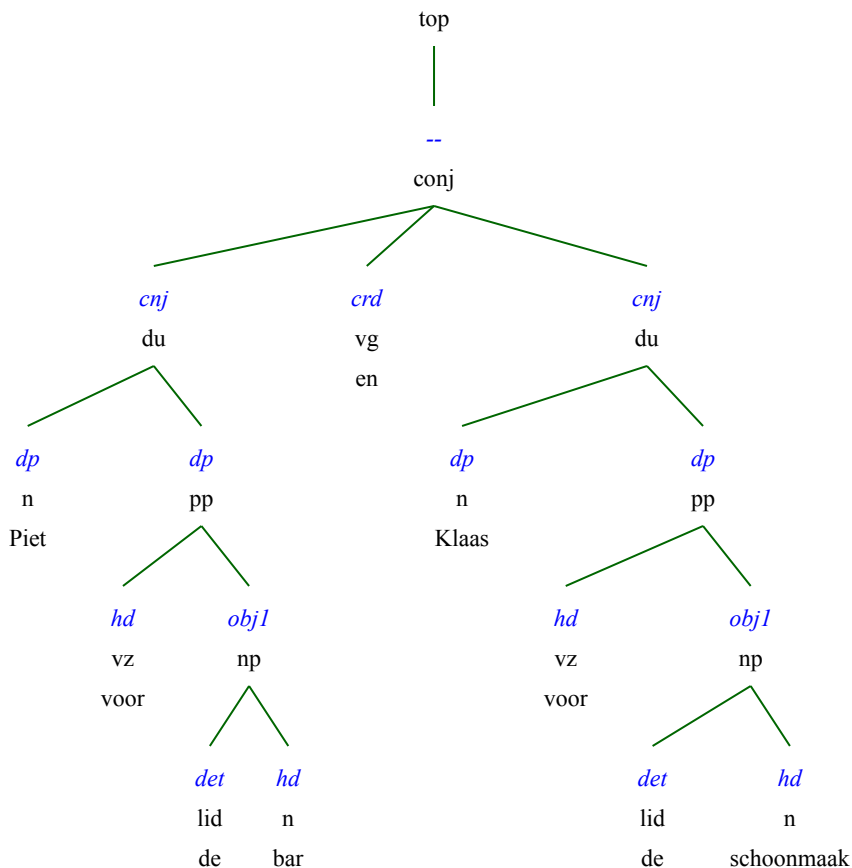 top
--
conj
cnj crd cnj
du vg du
en
dp dp dp dp
n pp n pp
Piet Klaas
hd obj1 hd obj1
vz np vz np
voor voor
det hd det hd
lid n lid n
de bar de schoonmaak